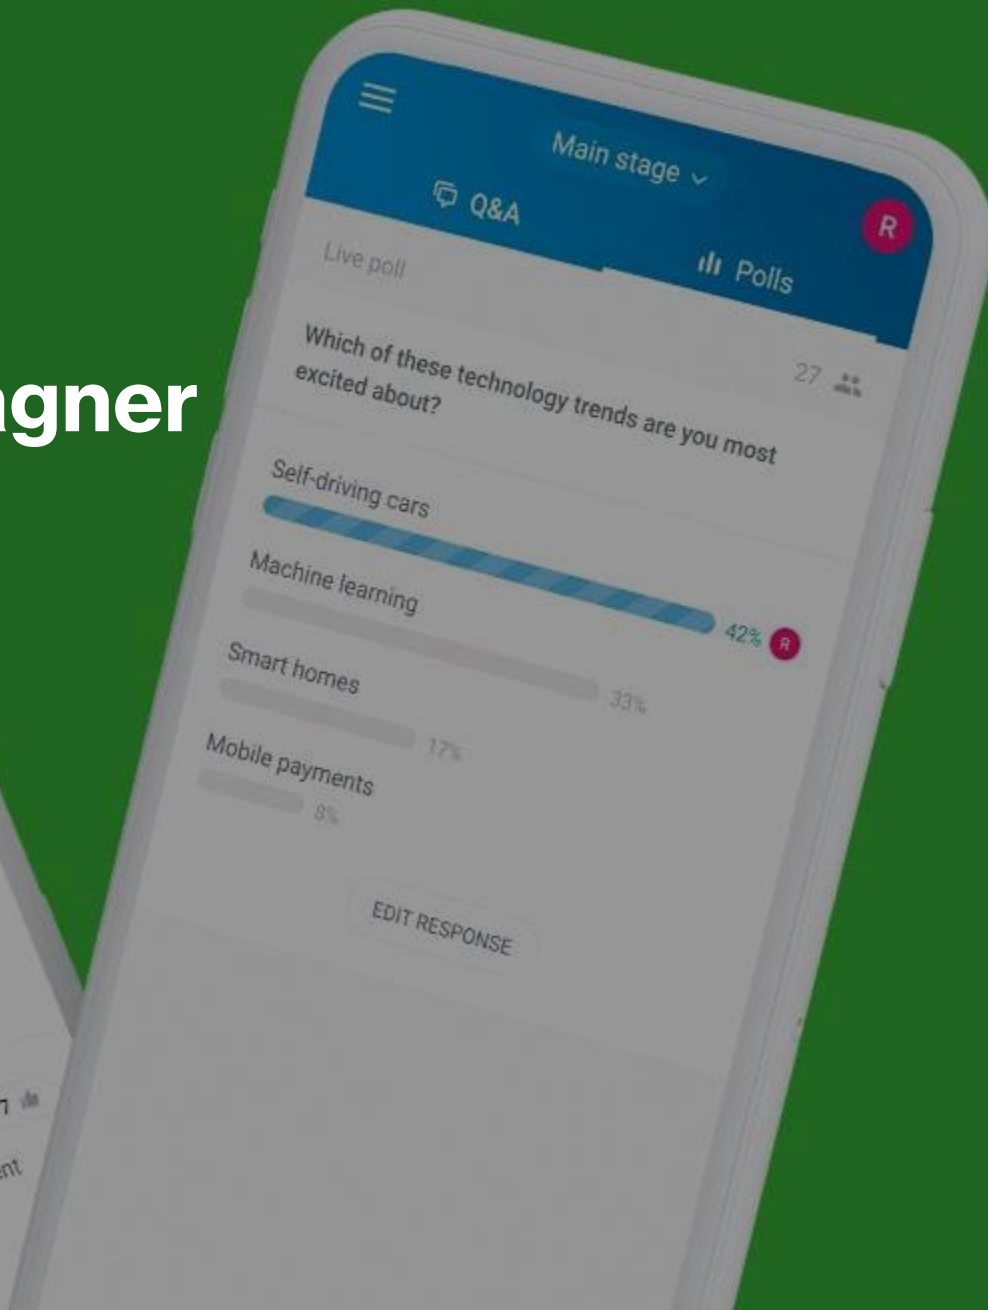 agner
Main stage
R
Q&A
Polls
Live poll
27
Which of these technology trends are you most
excited about?
Self-driving cars
42% R
Machine learning
33%
Smart homes
17%
Mobile payments
8%
EDIT RESPONSE